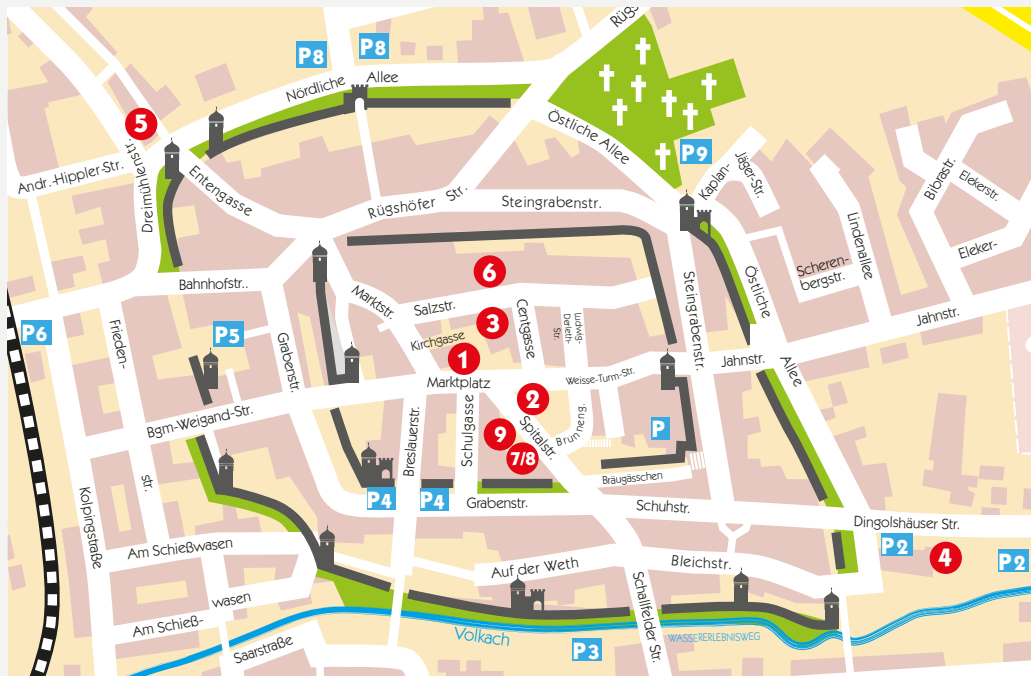 Rügs
P8
P8
Nördliche
Allee
5
Östliche Allee
P9
Kaplan-
Jäger-Str.
Bibrastr.
Elekerstr.
Eleker-
Andr.-Hippler-Str.
Dreimühlenstr.
Entengasse
Rügshöfer
Str.
Steingrabenstr.
Lindenallee
Scheren-
bergstr.
Bahnhofstr..
Marktstr.
6
Salzstr.
3
Kirchgasse
Centgasse
Ludwig-
Derleth-
Str.
Steingrabenstr.
Östliche
Allee
Jahnstr.
Jahnstr.
P6
Frieden-
str.
P5
Grabenstr.
1
Marktplatz
Weisse-Turm-Str.
2
Bgm-Weigand-Str.
Breslauerstr.
Schulgasse
9
Spitalstr.
7/8
Brunneng.
P
Bräugässchen
P4
P4
Grabenstr.
Schuhstr.
Dingolshäuser Str.
P2
4
P2
Kolpingstraße
Am Schießwasen
Auf der Weth
Bleichstr.
Schallfelder Str.
Am Schieß-
wasen
Saarstraße
Volkach
WASSERERLEBNISWEG
P3